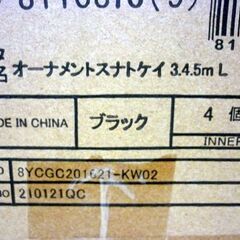 名 オーナメントスナトケイ 3.4.5m L
MADE IN CHINA ブラック 4 個
INNER
8YCGC201021-KW02
210121QC